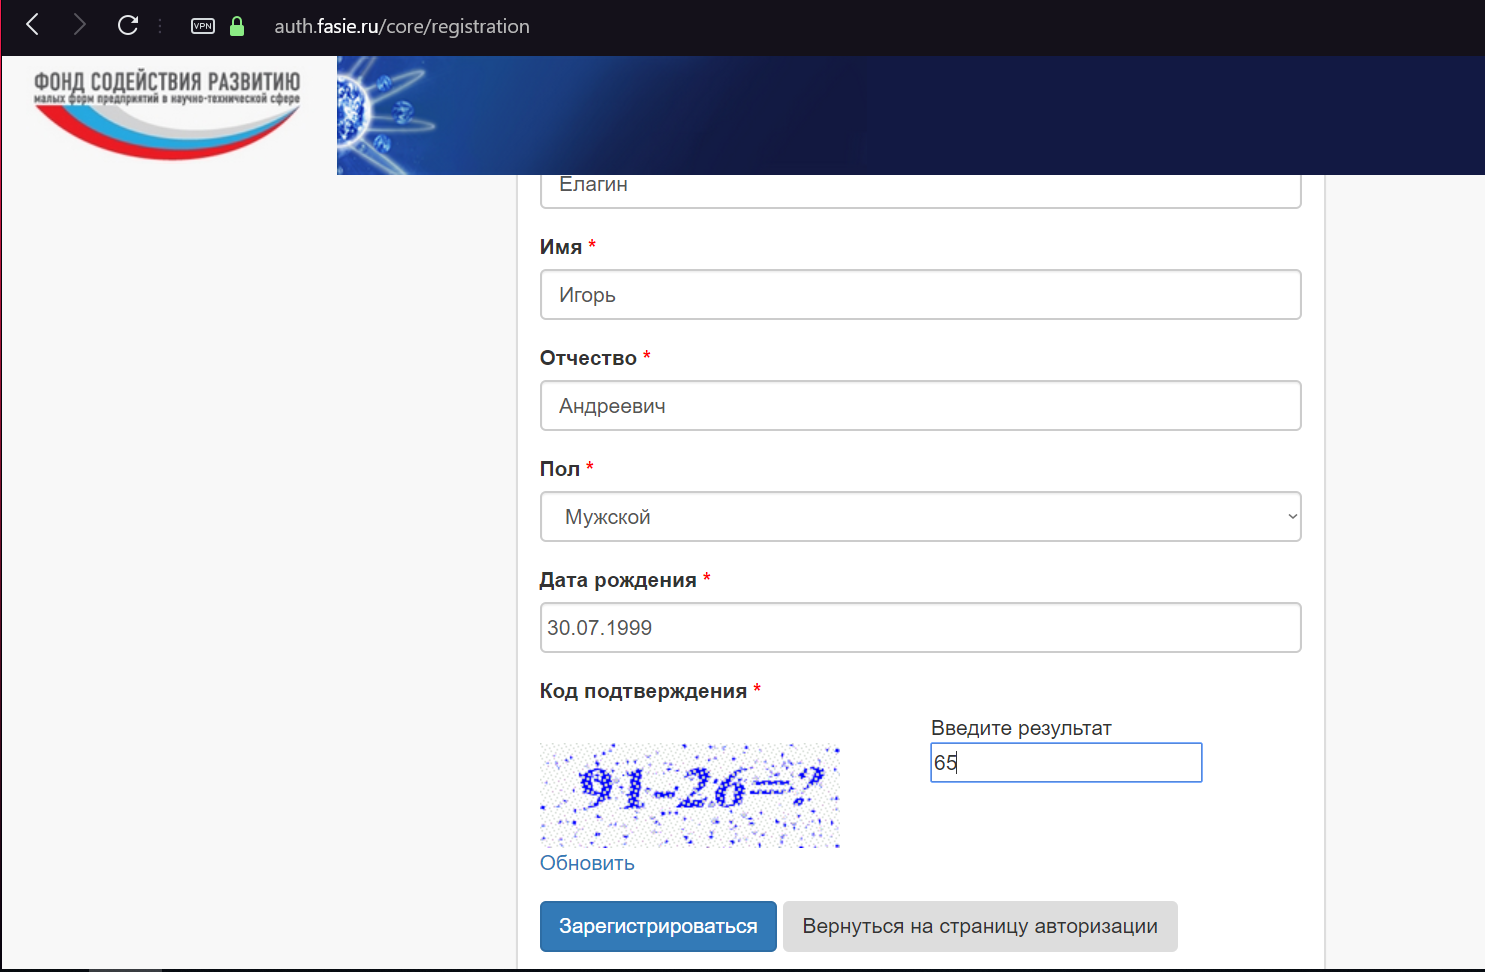 VPN
auth.fasie.ru/core/registration
ФОНД СОДЕЙСТВИЯ РАЗВИТИЮ
малых форм предприятий в научно-технической сфере
Елагин
Имя *
Игорь
Отчество *
Андреевич
Пол *
Мужской
Дата рождения *
30.07.1999
Код подтверждения *
Введите результат
65
91-26=?
Обновить
Зарегистрироваться
Вернуться на страницу авторизации